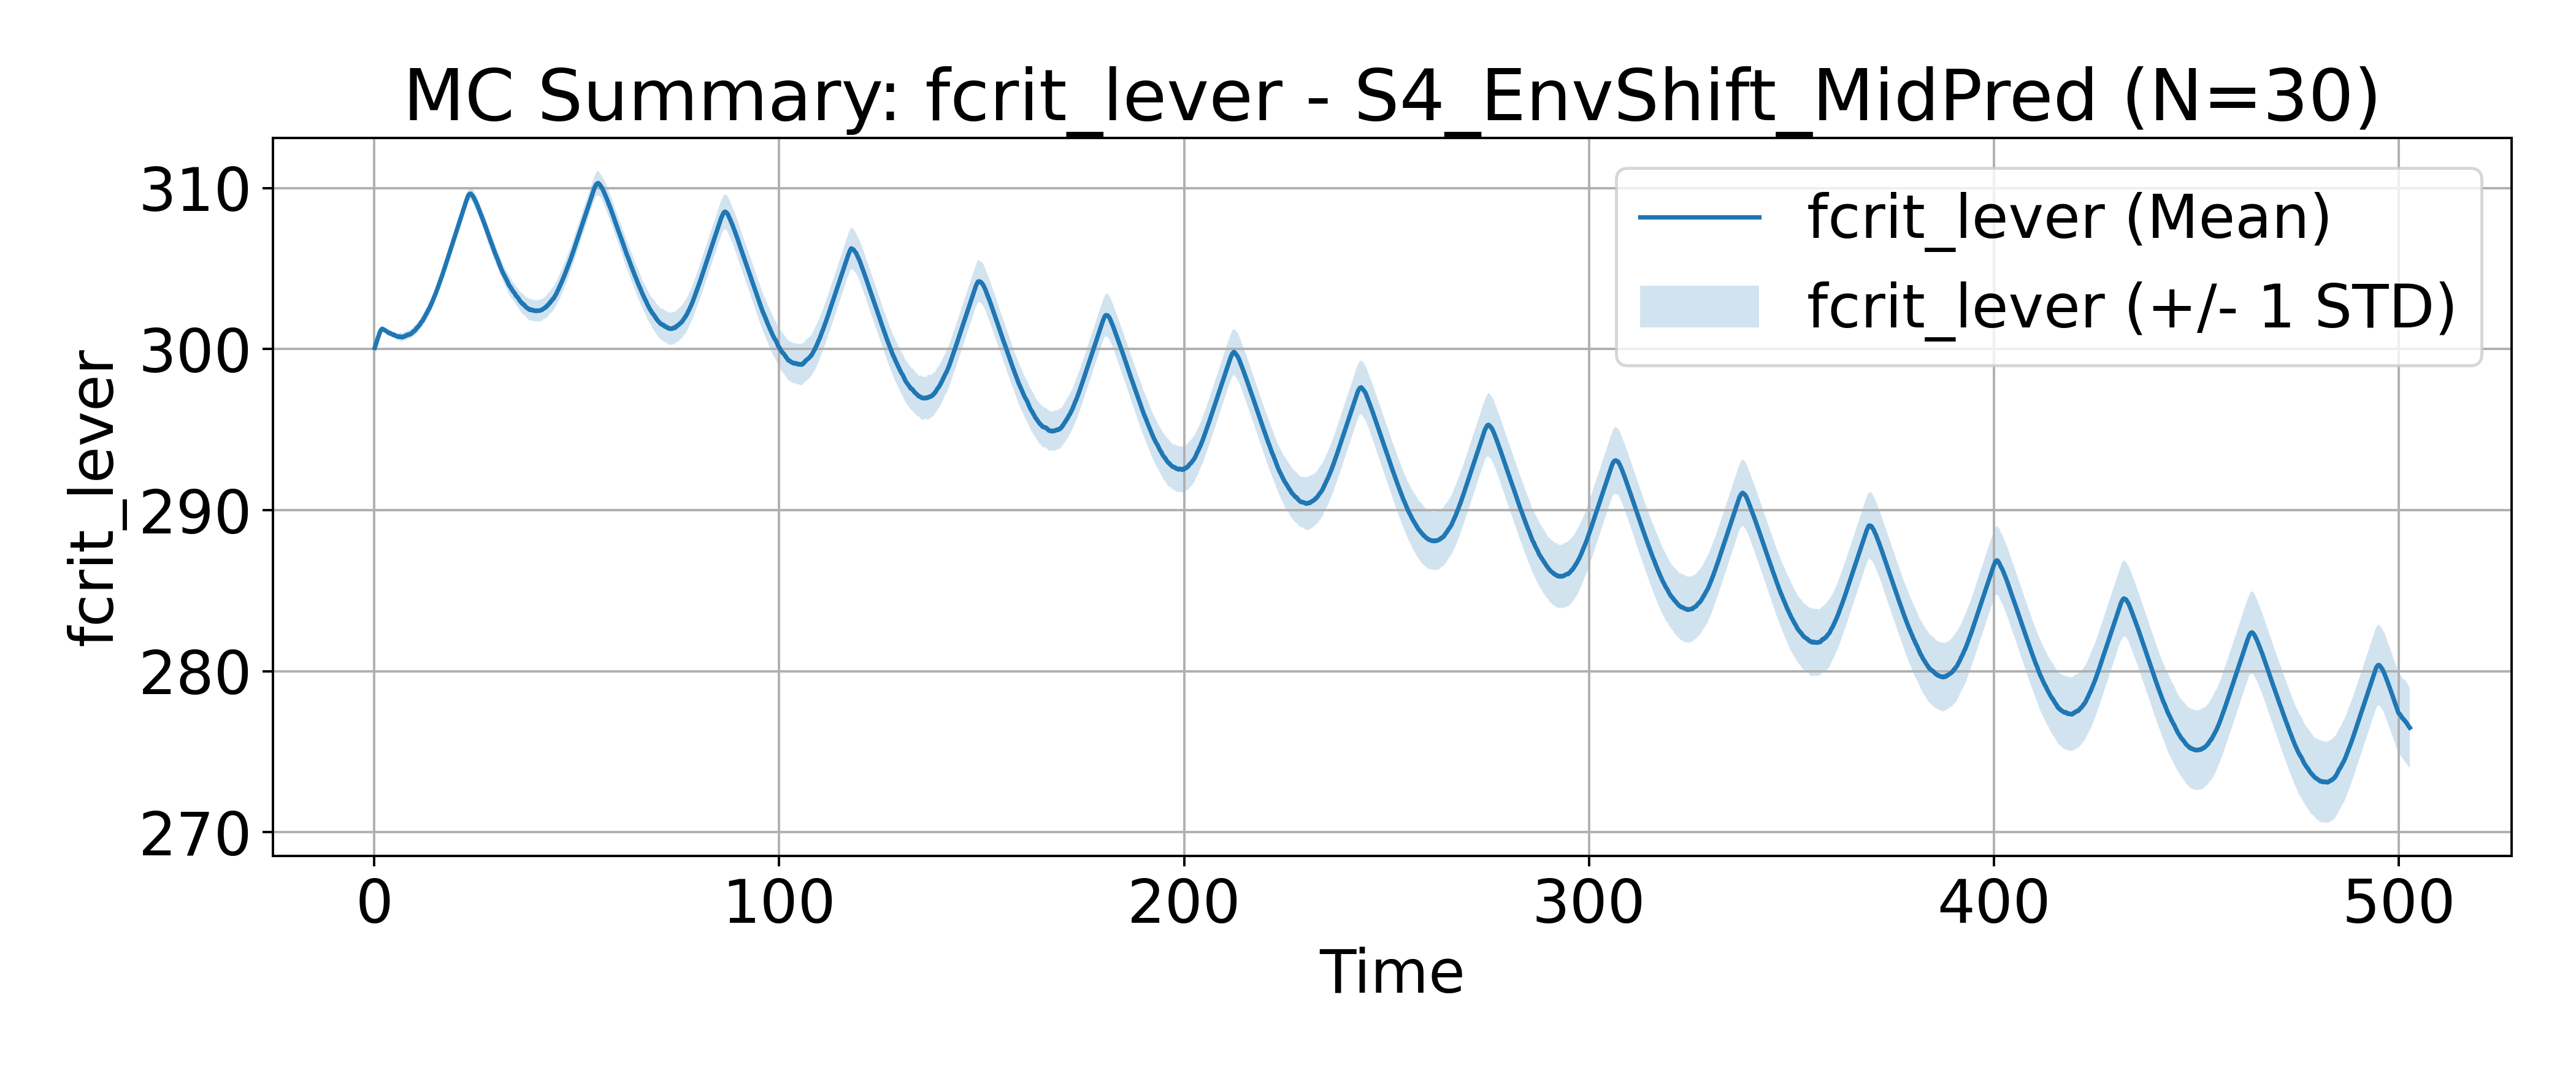 MC Summary: fcrit_lever - S4_EnvShift_MidPred (N=30)
fcrit_lever (Mean)
fcrit_lever (+/- 1 STD)
fcrit_lever
310
300
290
280
270
0 100 200 300 400 500
Time